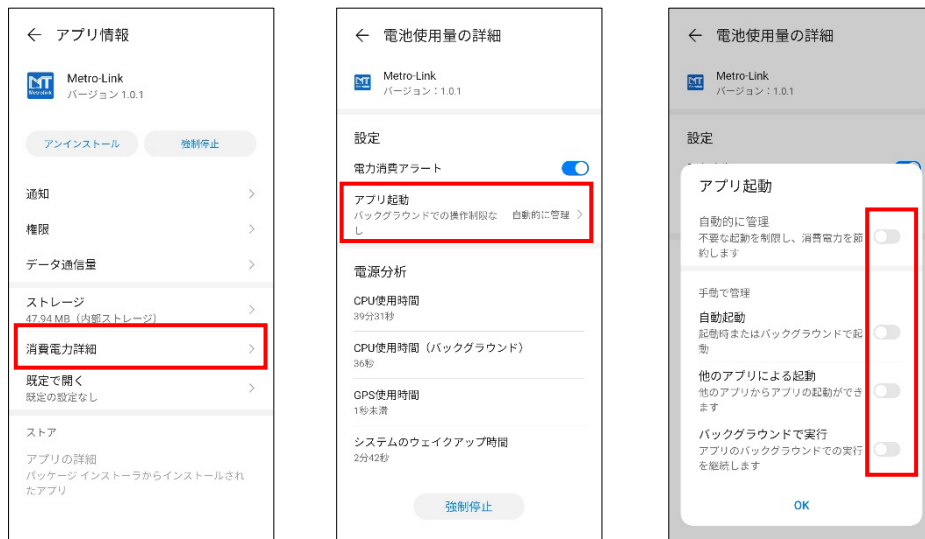 ← アプリ情報
MT
Metrolink
Metro-Link
バージョン 1.0.1
アンインストール
強制停止
通知
権限
データ通信量
ストレージ
47.94 MB（内部ストレージ）
消費電力詳細
既定で開く
既定の設定なし
ストア
アプリの詳細
パッケージ インストーラからインストールされ
たアプリ
← 電池使用量の詳細
MT
Metro-Link
バージョン：1.0.1
設定
電力消費アラート
アプリ起動
バックグラウンドでの操作制限な
し
自動的に管理
電源分析
CPU使用時間
39分31秒
CPU使用時間（バックグラウンド）
36秒
GPS使用時間
1秒未満
システムのウェイクアップ時間
2分42秒
強制停止
← 電池使用量の詳細
MT
Metro-Link
バージョン：1.0.1
設定
アプリ起動
自動的に管理
不要な起動を制限し、消費電力を節
約します
手動で管理
自動起動
起動時またはバックグラウンドで起
動
他のアプリによる起動
他のアプリからアプリの起動ができ
ます
バックグラウンドで実行
アプリのバックグラウンドでの実行
を継続します
OK